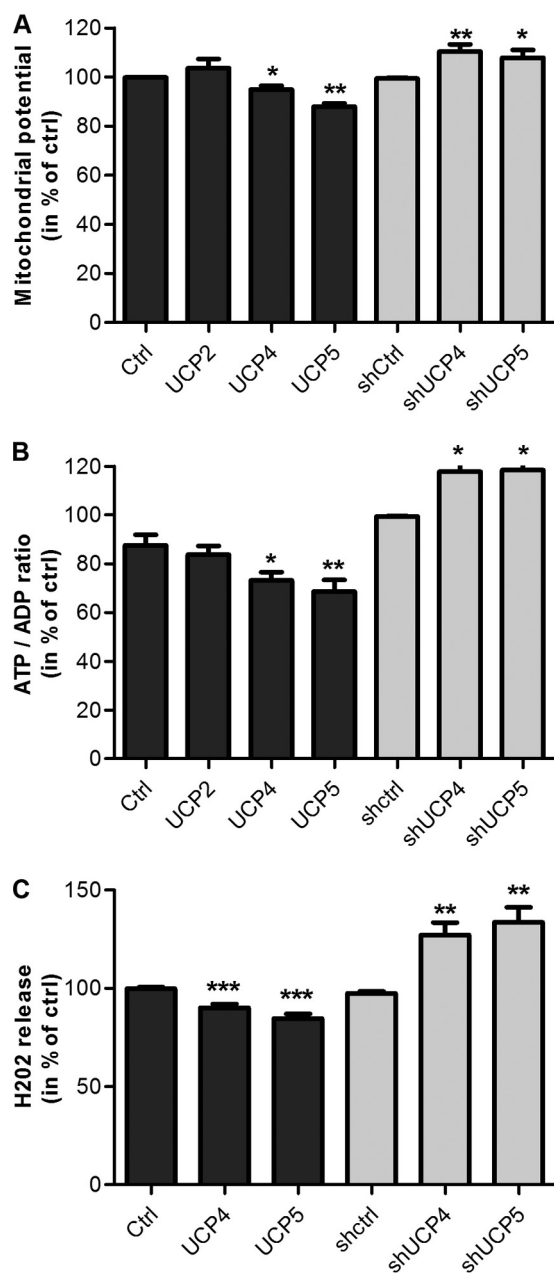 A
Mitochondrial potential
(in % of ctrl)
120
100
80
60
40
20
0
** *
* **
Ctrl
UCP2
UCP4
UCP5
shCtrl
shUCP4
shUCP5
B
ATP / ADP ratio
(in % of ctrl)
120
100
80
60
40
20
0
* *
* **
Ctrl
UCP2
UCP4
UCP5
shctrl
shUCP4
shUCP5
C
H202 release
(in % of ctrl)
150
100
50
0
*** ***
** **
Ctrl
UCP4
UCP5
shctrl
shUCP4
shUCP5